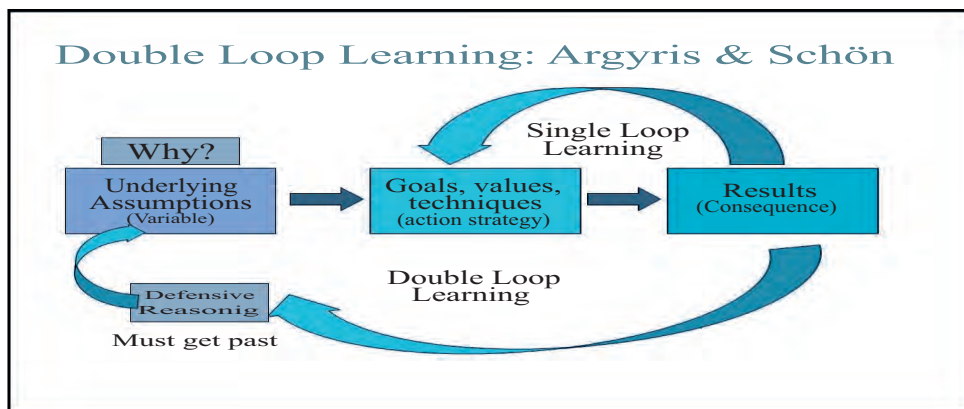 Double Loop Learning: Argyris & Schön
Single Loop
Learning
Why?
Underlying
Assumptions
(Variable)
Goals, values,
techniques
(action strategy)
Results
(Consequence)
Double Loop
Learning
Defensive
Reasonig
Must get past